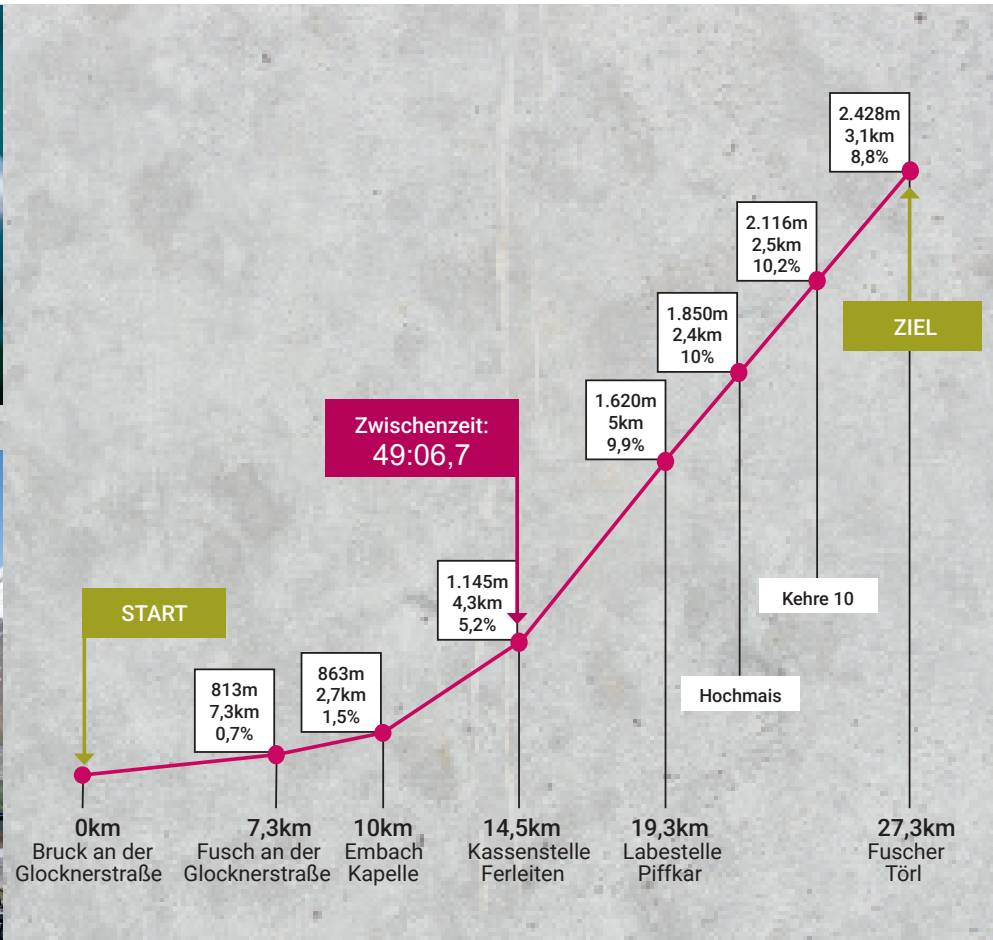 2.428m
3,1km
8,8%
2.116m
2,5km
10,2%
ZIEL
1.850m
2,4km
10%
1.620m
5km
9,9%
Zwischenzeit:
49:06,7
1.145m
4,3km
5,2%
Kehre 10
START
863m
2,7km
1,5%
813m
7,3km
0,7%
Hochmais
0km
Bruck an der
Glocknerstraße
7,3km
Fusch an der
Glocknerstraße
10km
Embach
Kapelle
14,5km
Kassenstelle
Ferleiten
19,3km
Labestelle
Piffkar
27,3km
Fuscher
Törl